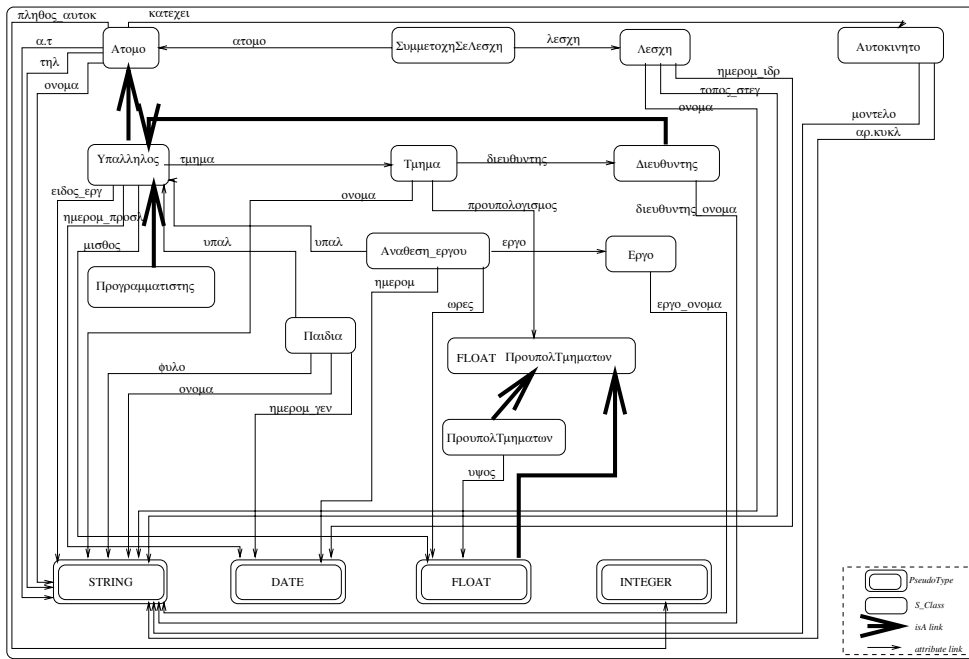 πληθος_αυτοκ
κατεχει
α.τ
Ατομο
ατομο
ΣυμμετοχηΣεΛεσχη
λεσχη
Λεσχη
Αυτοκινητο
τηλ
ονομα
ημερομ_ιδρ
τοπος_στεγ
ονομα
μοντελο
αρ.κυκλ
Υπαλληλος
τμημα
Τμημα
διευθυντης
Διευθυντης
ειδος_εργ
ονομα
προυπολογισμος
διευθυντης_ονομα
ημερομ_προσλ
μισθος
υπαλ
υπαλ
Αναθεση_εργου
εργο
Εργο
Προγραμματιστης
ημερομ
ωρες
εργο_ονομα
Παιδια
FLOAT ΠρουπολΤμηματων
φυλο
ονομα
ημερομ_γεν
ΠρουπολΤμηματων
υψος
STRING
DATE
FLOAT
INTEGER
PseudoType
S_Class
isA link
attribute link